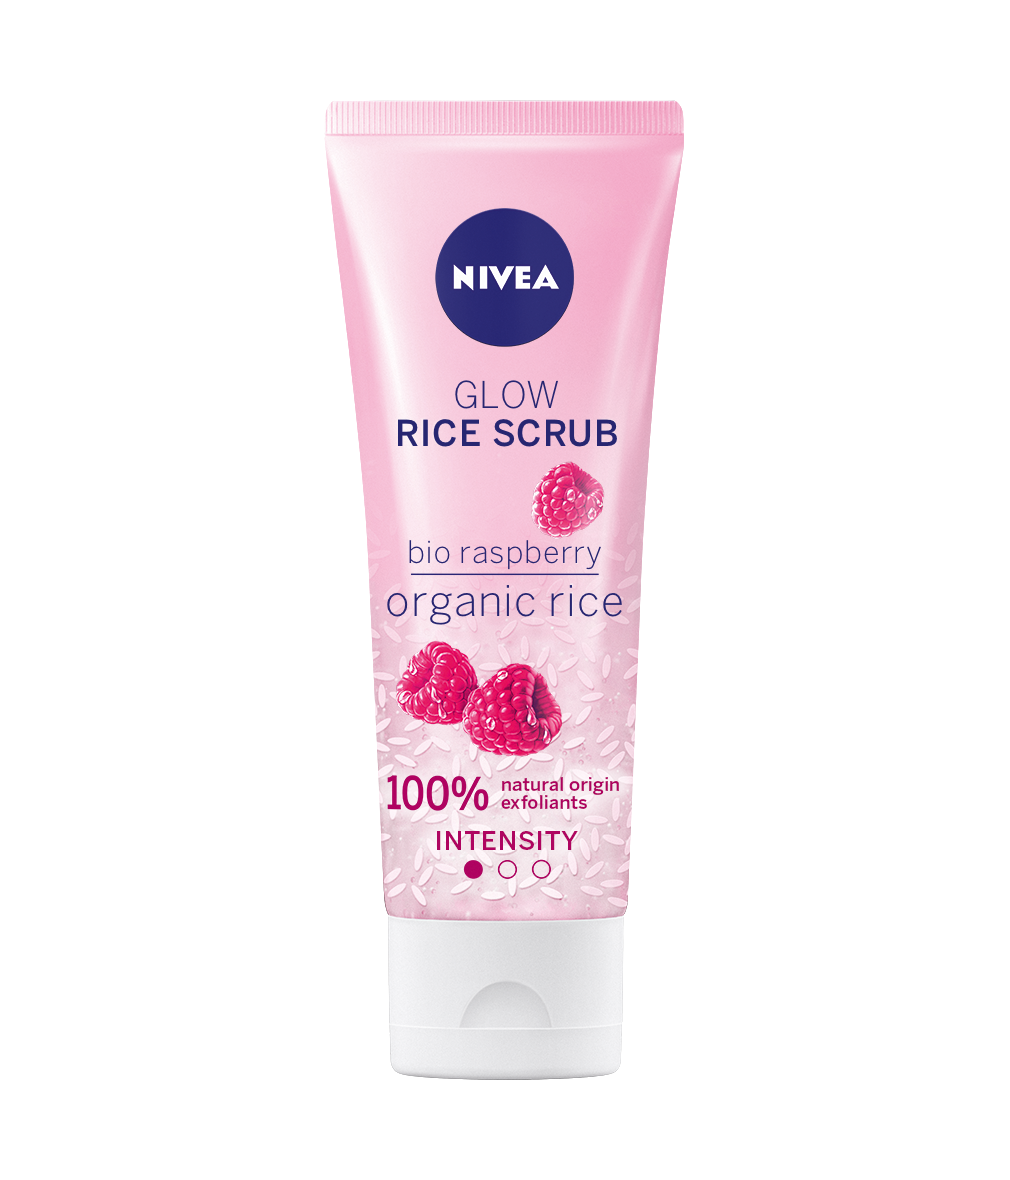 NIVEA
GLOW
RICE SCRUB
bio raspberry
organic rice
100% natural origin
exfoliants
INTENSITY